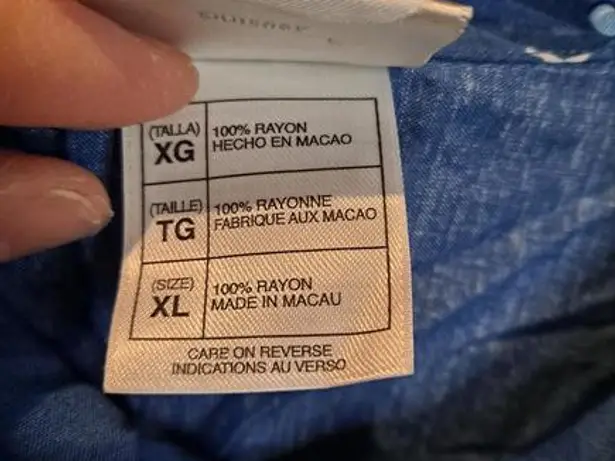 (TALLA)
XG
100% RAYON
HECHO EN MACAO
(TAILLE)
TG
100% RAYONNE
FABRIQUE AUX MACAO
(SIZE)
XL
100% RAYON
MADE IN MACAU
CARE ON REVERSE
INDICATIONS AU VERSO